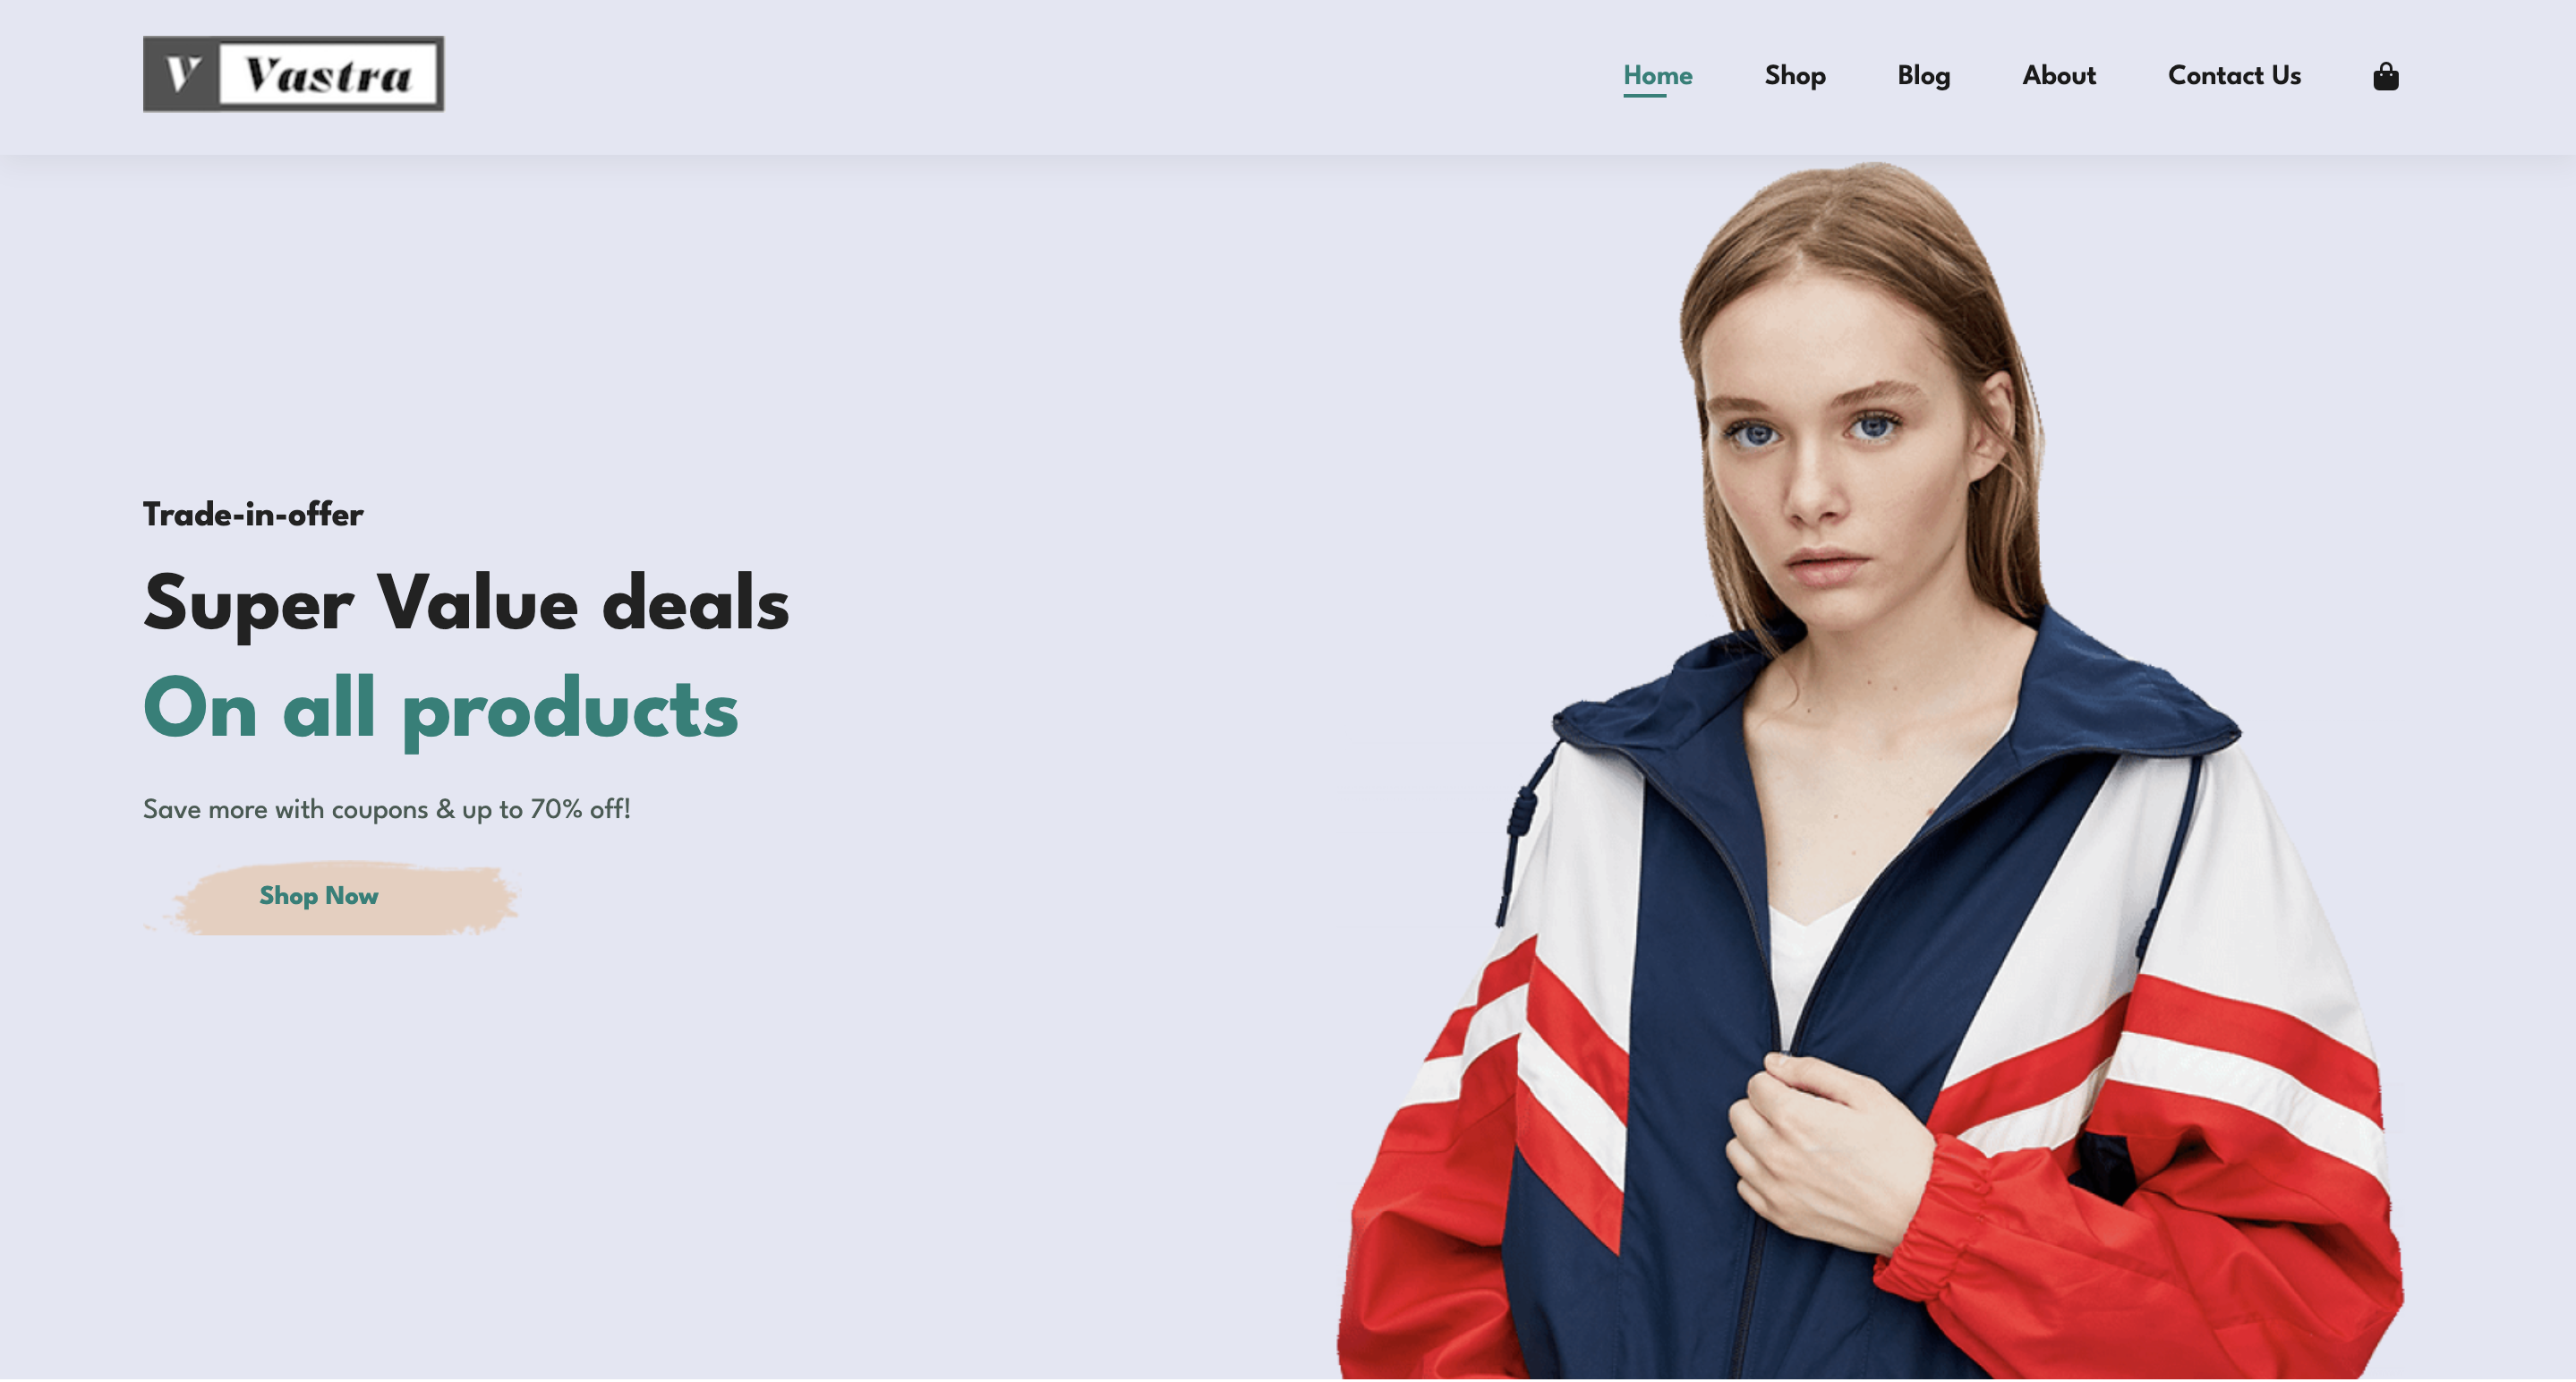 V Vastra
Home Shop Blog About Contact Us
Trade-in-offer
Super Value deals
On all products
Save more with coupons & up to 70% off!
Shop Now